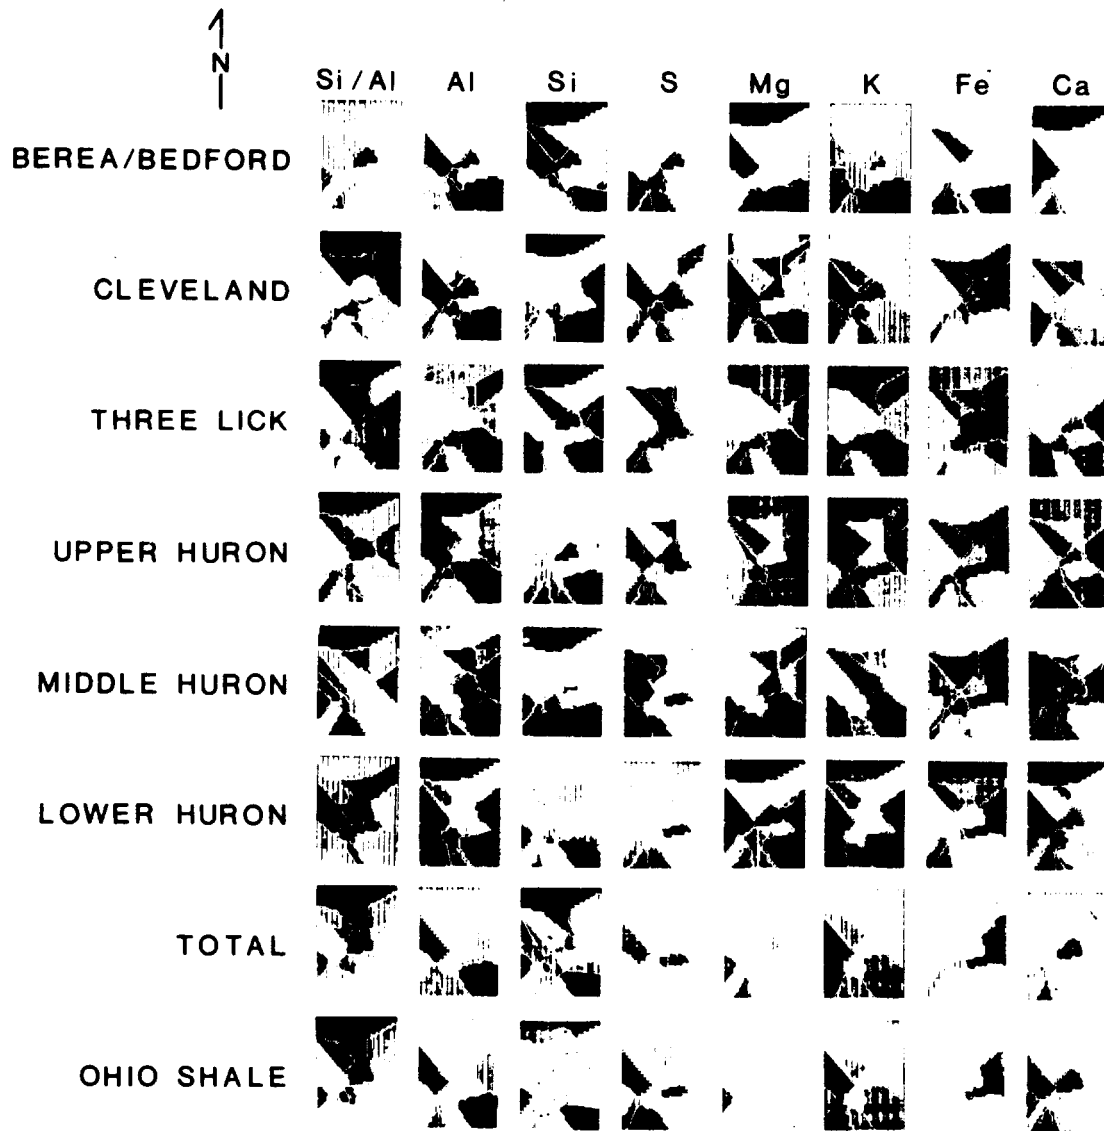 N
Si/Al Al Si S Mg K Fe Ca
BEREA/BEDFORD
CLEVELAND
THREE LICK
UPPER HURON
MIDDLE HURON
LOWER HURON
TOTAL
OHIO SHALE